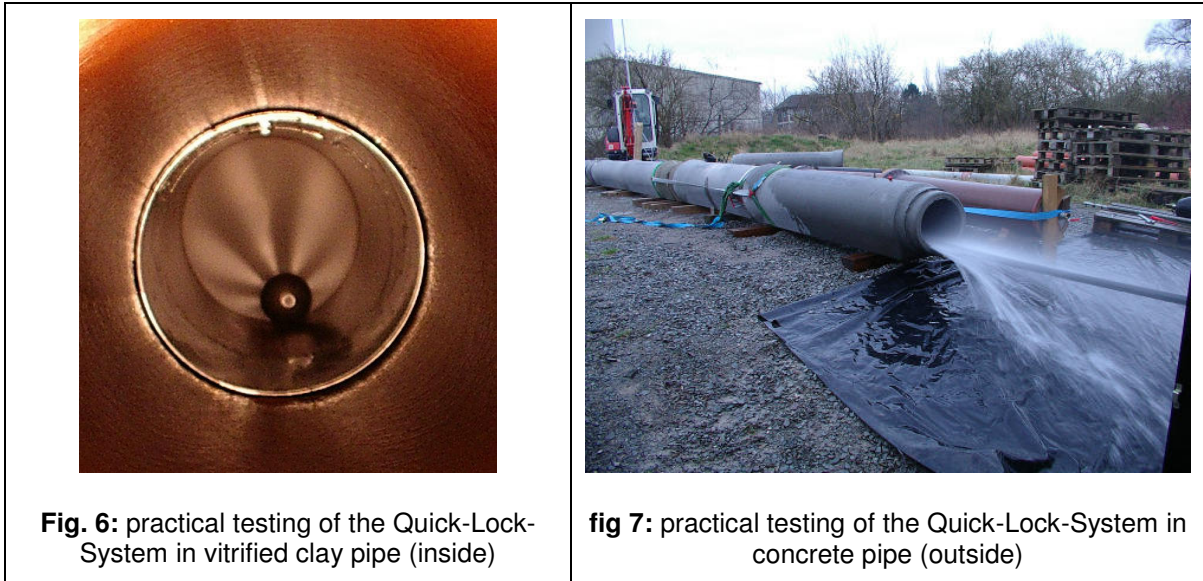 Fig. 6: practical testing of the Quick-Lock-
System in vitrified clay pipe (inside)
fig 7: practical testing of the Quick-Lock-System in
concrete pipe (outside)